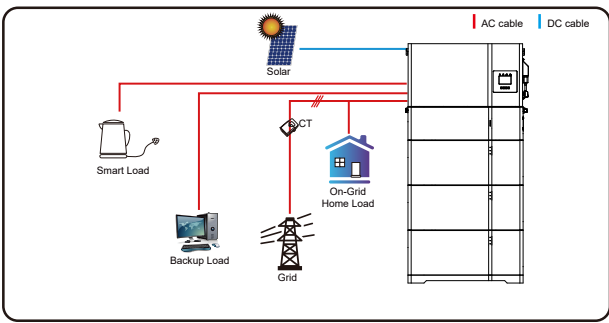 AC cable
DC cable
Solar
CT
Smart Load
On-Grid
Home Load
Backup Load
Grid